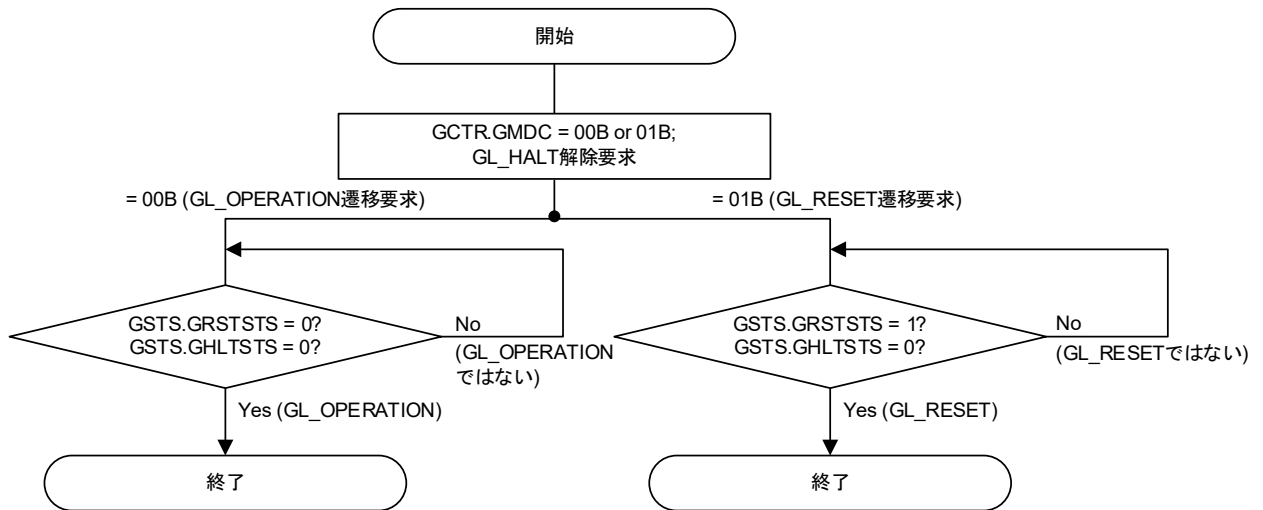 開始
GCTR.GMDC = 00B or 01B;
GL_HALT解除要求
= 00B (GL_OPERATION遷移要求)
= 01B (GL_RESET遷移要求)
GSTS.GRSTSTS = 0?
GSTS.GHLTSTS = 0?
No
(GL_OPERATION
ではない)
Yes (GL_OPERATION)
終了
GSTS.GRSTSTS = 1?
GSTS.GHLTSTS = 0?
No
(GL_RESETではない)
Yes (GL_RESET)
終了